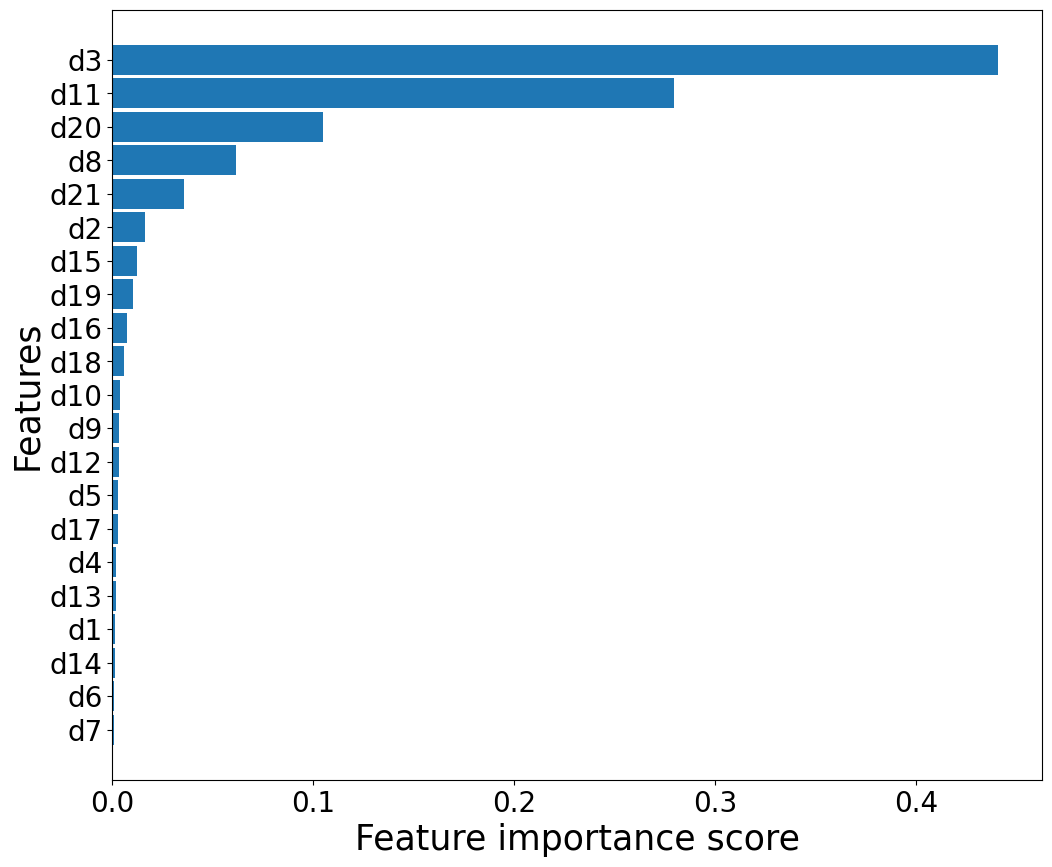 d3
d11
d20
d8
d21
d2
d15
d19
d16
d18
d10
d9
d12
d5
d17
d4
d13
d1
d14
d6
d7
Features
0.0 0.1 0.2 0.3 0.4
Feature importance score